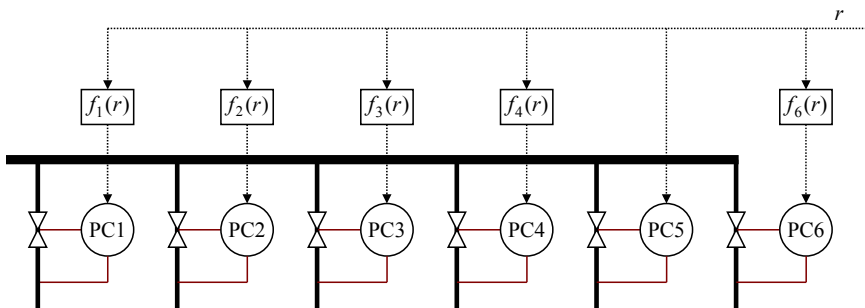 r
f₁(r) f₂(r) f₃(r) f₄(r) f₆(r)
PC1 PC2 PC3 PC4 PC5 PC6